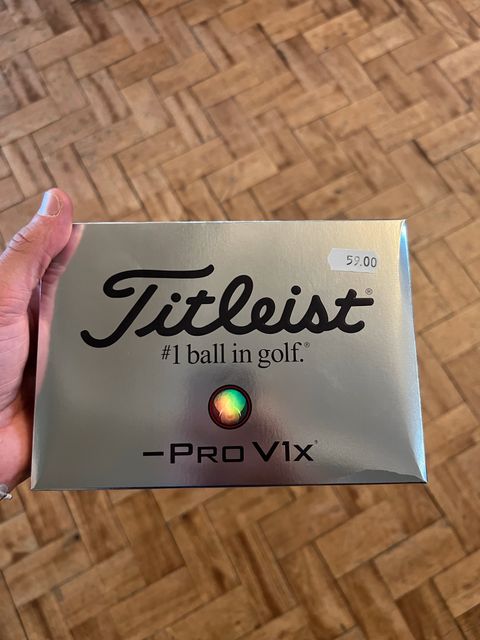 59.00
Titleist®
#1 ball in golf.®
–PRO V1x®